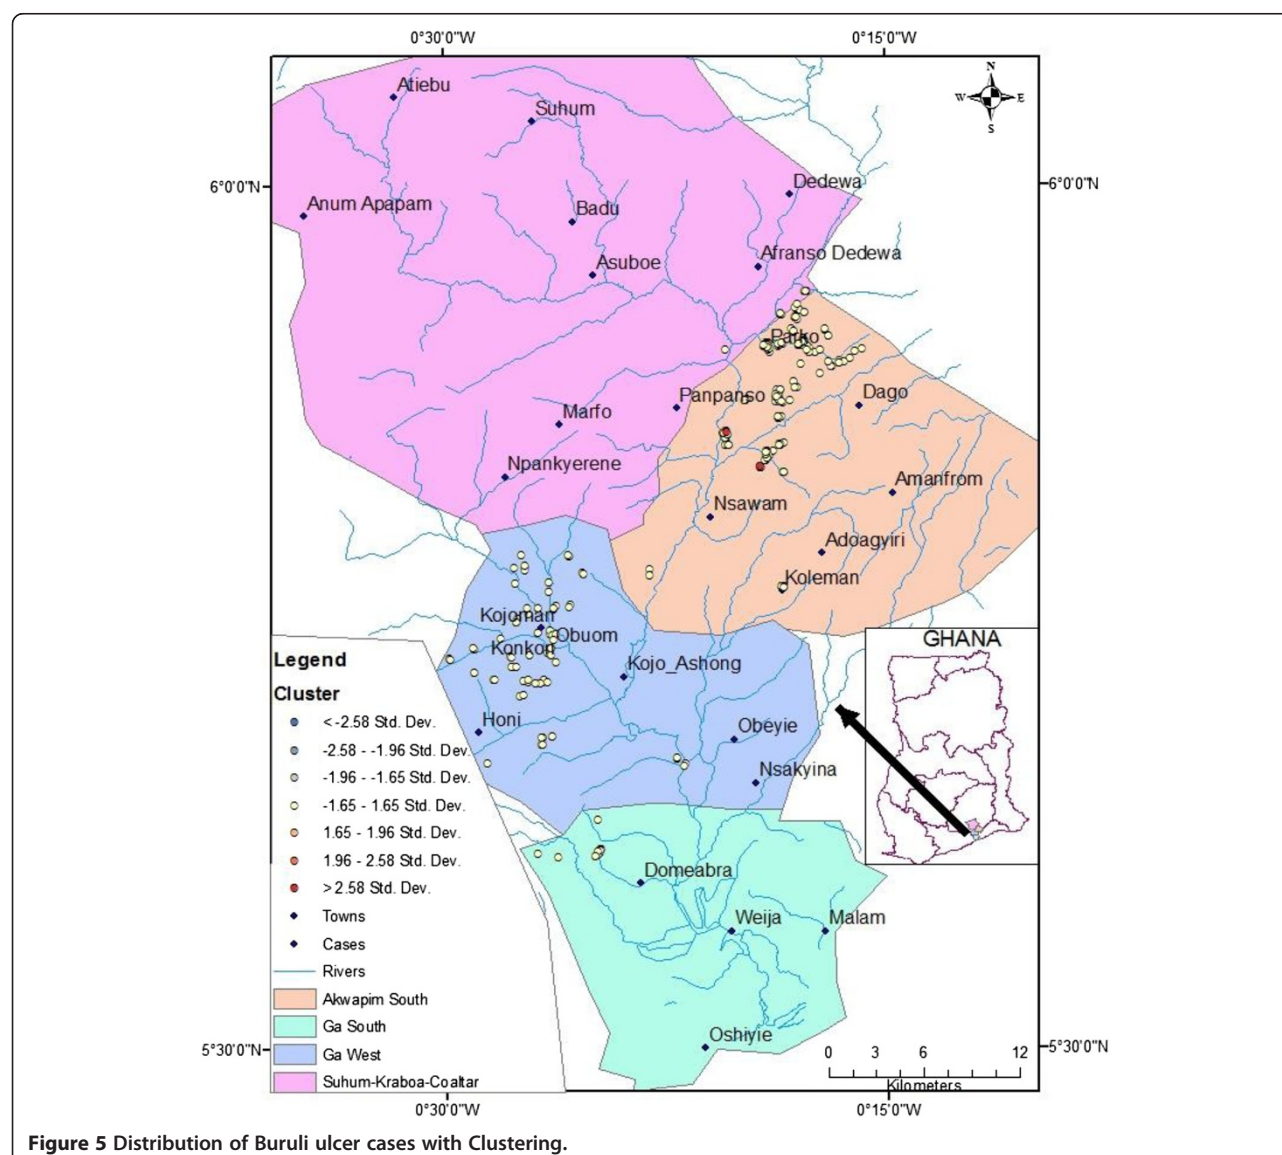 0°30'0"W 0°15'0"W
N
W E
S
Atiebu
Suhum
6°0'0"N 6°0'0"N
Dedewa
Anum Apapam
Badu
Afranso Dedewa
Asuboe
Parko
Panpanso
Dago
Marfo
Npankyerene
Amanfrom
Nsawam
Adoagyiri
Koleman
Kojoman
Obuom
Konkon
GHANA
Kojo_Ashong
Honi
Obeyie
Nsakyina
Domeabra
Weija
Malam
Oshiyie
Legend
Cluster
< -2.58 Std. Dev.
-2.58 - -1.96 Std. Dev.
-1.96 - -1.65 Std. Dev.
-1.65 - 1.65 Std. Dev.
1.65 - 1.96 Std. Dev.
1.96 - 2.58 Std. Dev.
> 2.58 Std. Dev.
Towns
Cases
Rivers
Akwapim South
Ga South
Ga West
Suhum-Kraboa-Coaltar
5°30'0"N 5°30'0"N
0 3 6 12
Kilometers
0°30'0"W 0°15'0"W
Figure 5 Distribution of Buruli ulcer cases with Clustering.